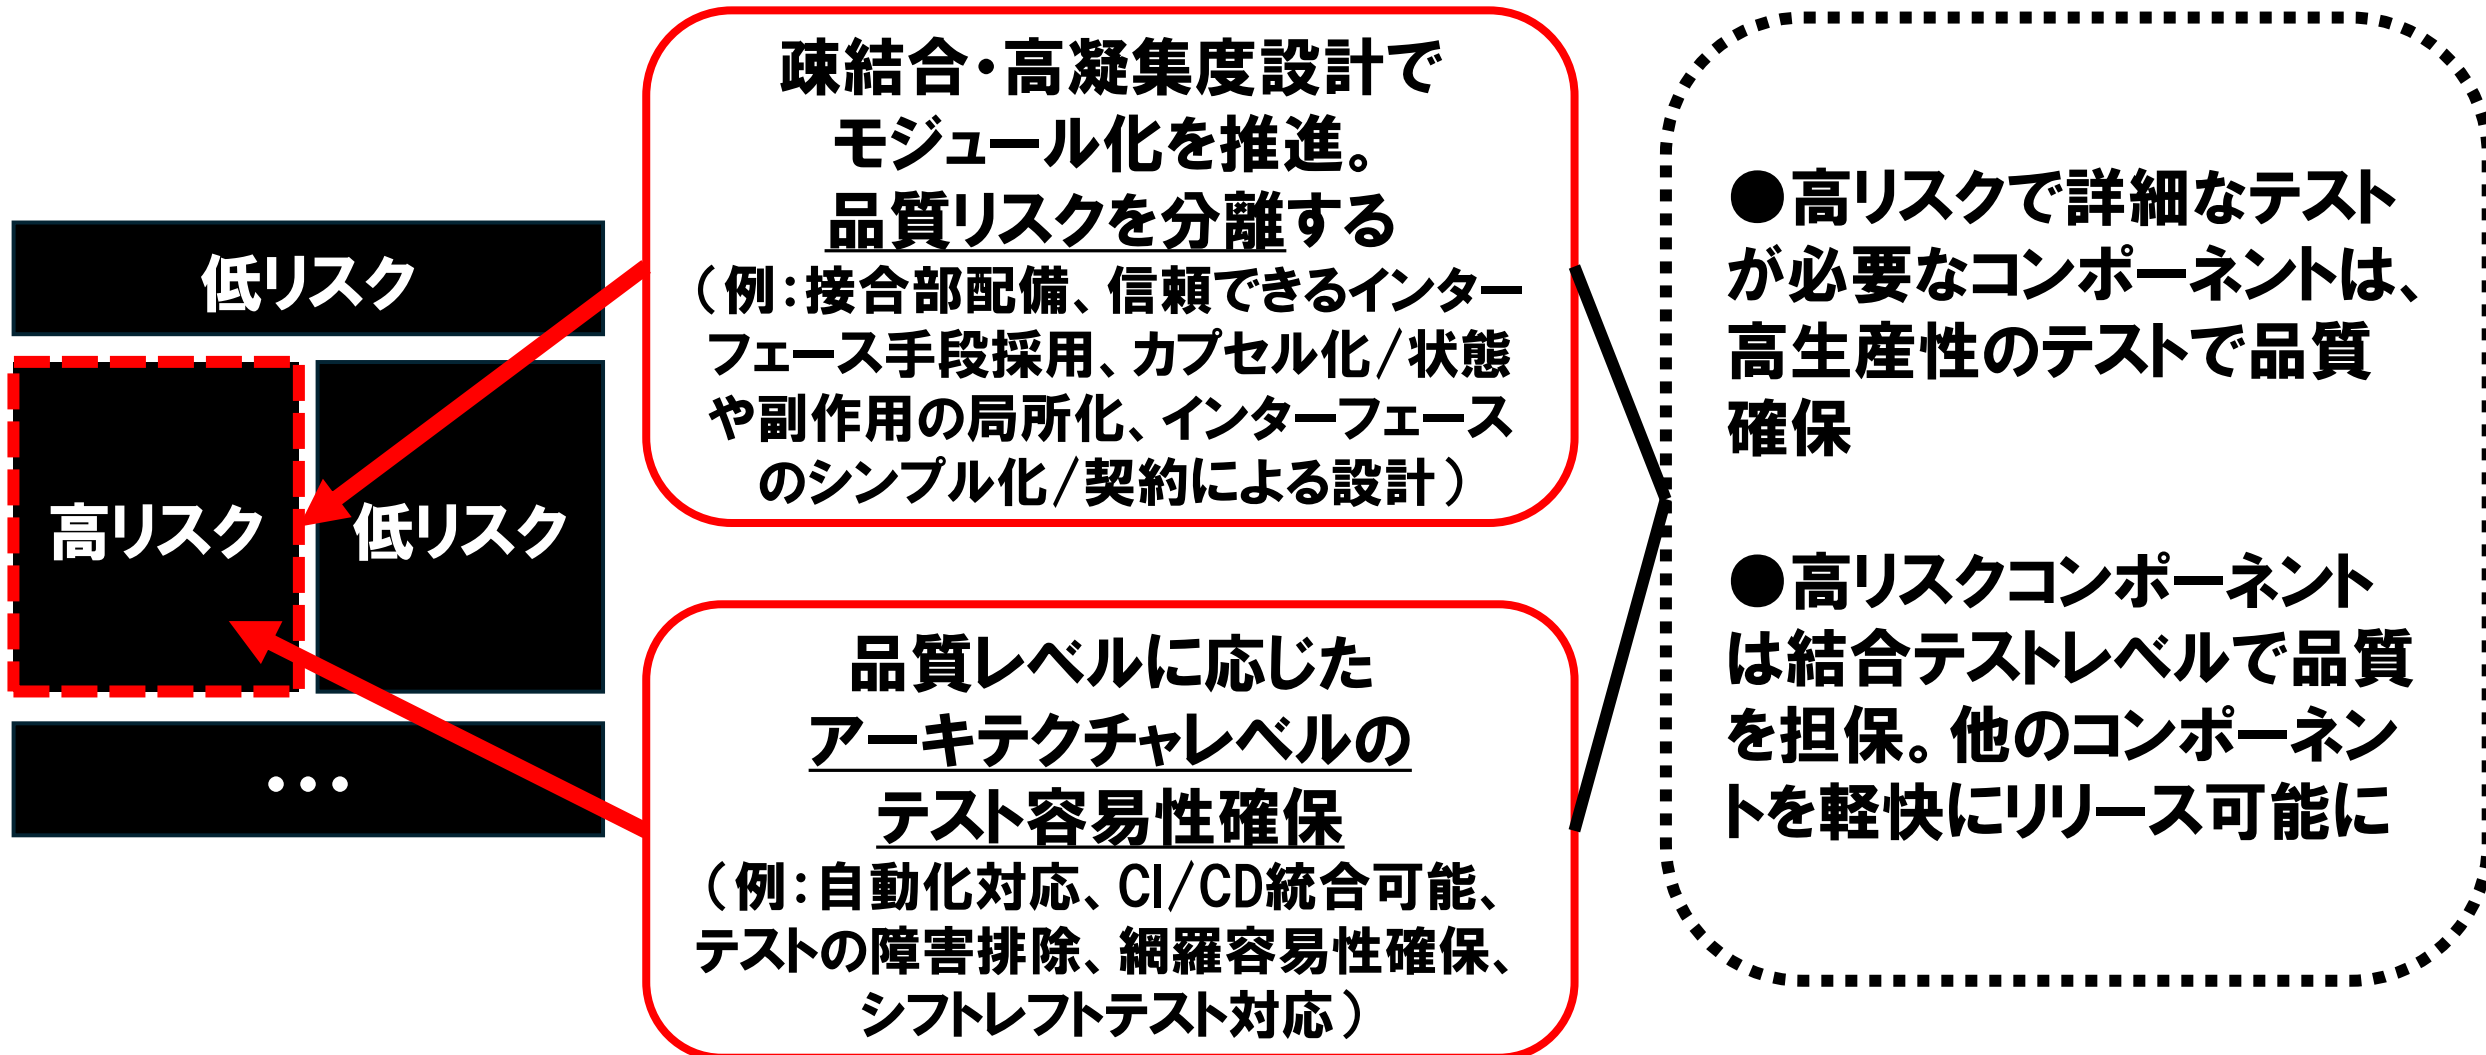 低リスク
高リスク
低リスク
•••
疎結合・高凝集度設計で
モジュール化を推進。
品質リスクを分離する
（例：接合部配備、信頼できるインター
フェース手段採用、カプセル化/状態
や副作用の局所化、インターフェース
のシンプル化/契約による設計）
品質レベルに応じた
アーキテクチャレベルの
テスト容易性確保
（例：自動化対応、CI/CD統合可能、
テストの障害排除、網羅容易性確保、
シフトレフトテスト対応）
●高リスクで詳細なテスト
が必要なコンポーネントは、
高生産性のテストで品質
確保
●高リスクコンポーネント
は結合テストレベルで品質
を担保。他のコンポーネン
トを軽快にリリース可能に